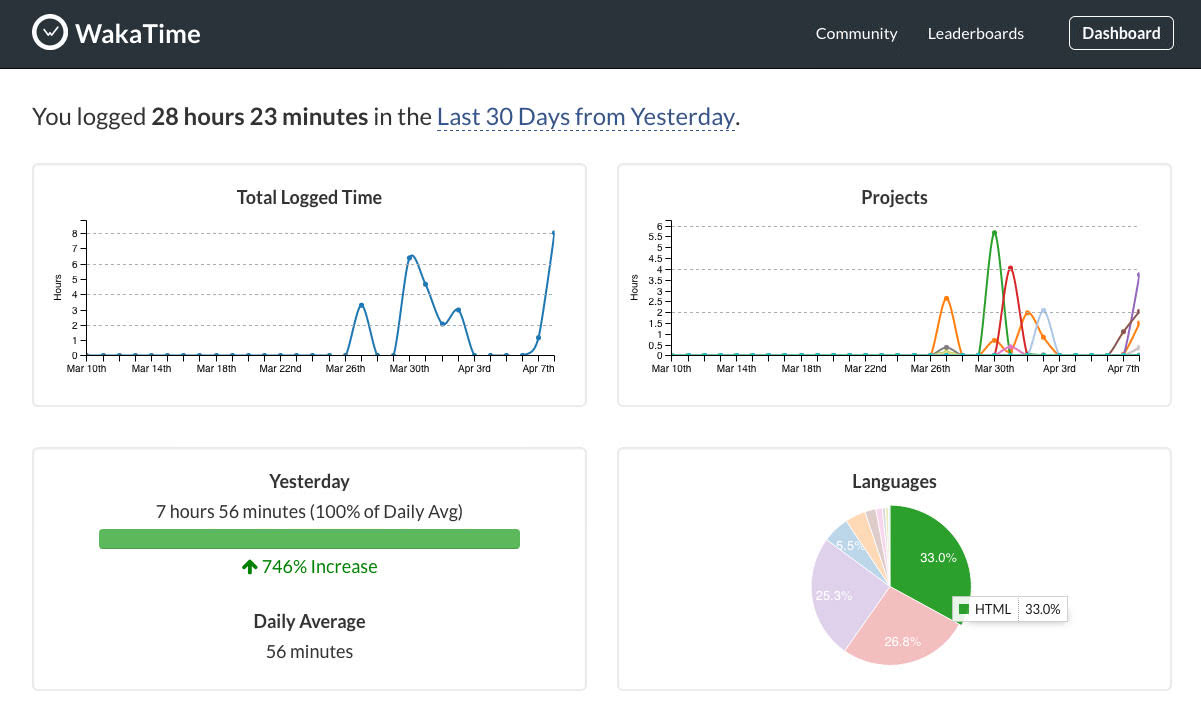 WakaTime
Community Leaderboards Dashboard
You logged 28 hours 23 minutes in the Last 30 Days from Yesterday.
Total Logged Time
Hours
8
7
6
5
4
3
2
1
0
Mar 10th Mar 14th Mar 18th Mar 22nd Mar 26th Mar 30th Apr 3rd Apr 7th
Projects
Hours
6
5.5
5
4.5
4
3.5
3
2.5
2
1.5
1
0.5
0
Mar 10th Mar 14th Mar 18th Mar 22nd Mar 26th Mar 30th Apr 3rd Apr 7th
Yesterday
7 hours 56 minutes (100% of Daily Avg)
746% Increase
Daily Average
56 minutes
Languages
5.5%
33.0%
25.3%
HTML 33.0%
26.8%